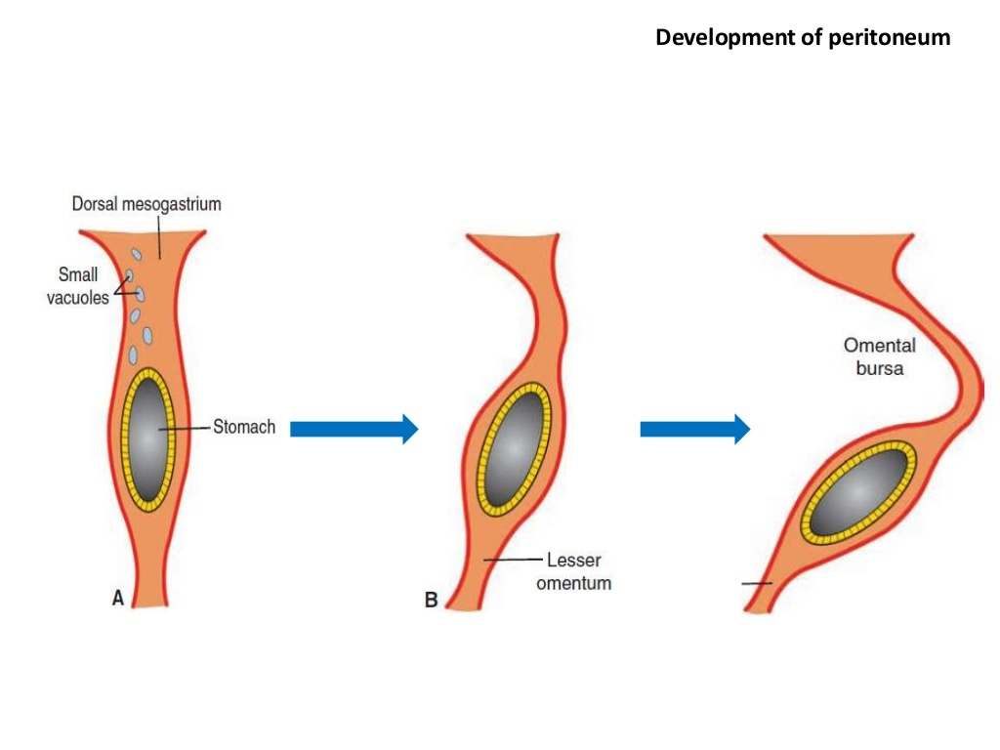 Development of peritoneum
Dorsal mesogastrium
Small
vacuoles
Stomach
A
Lesser
omentum
B
Omental
bursa